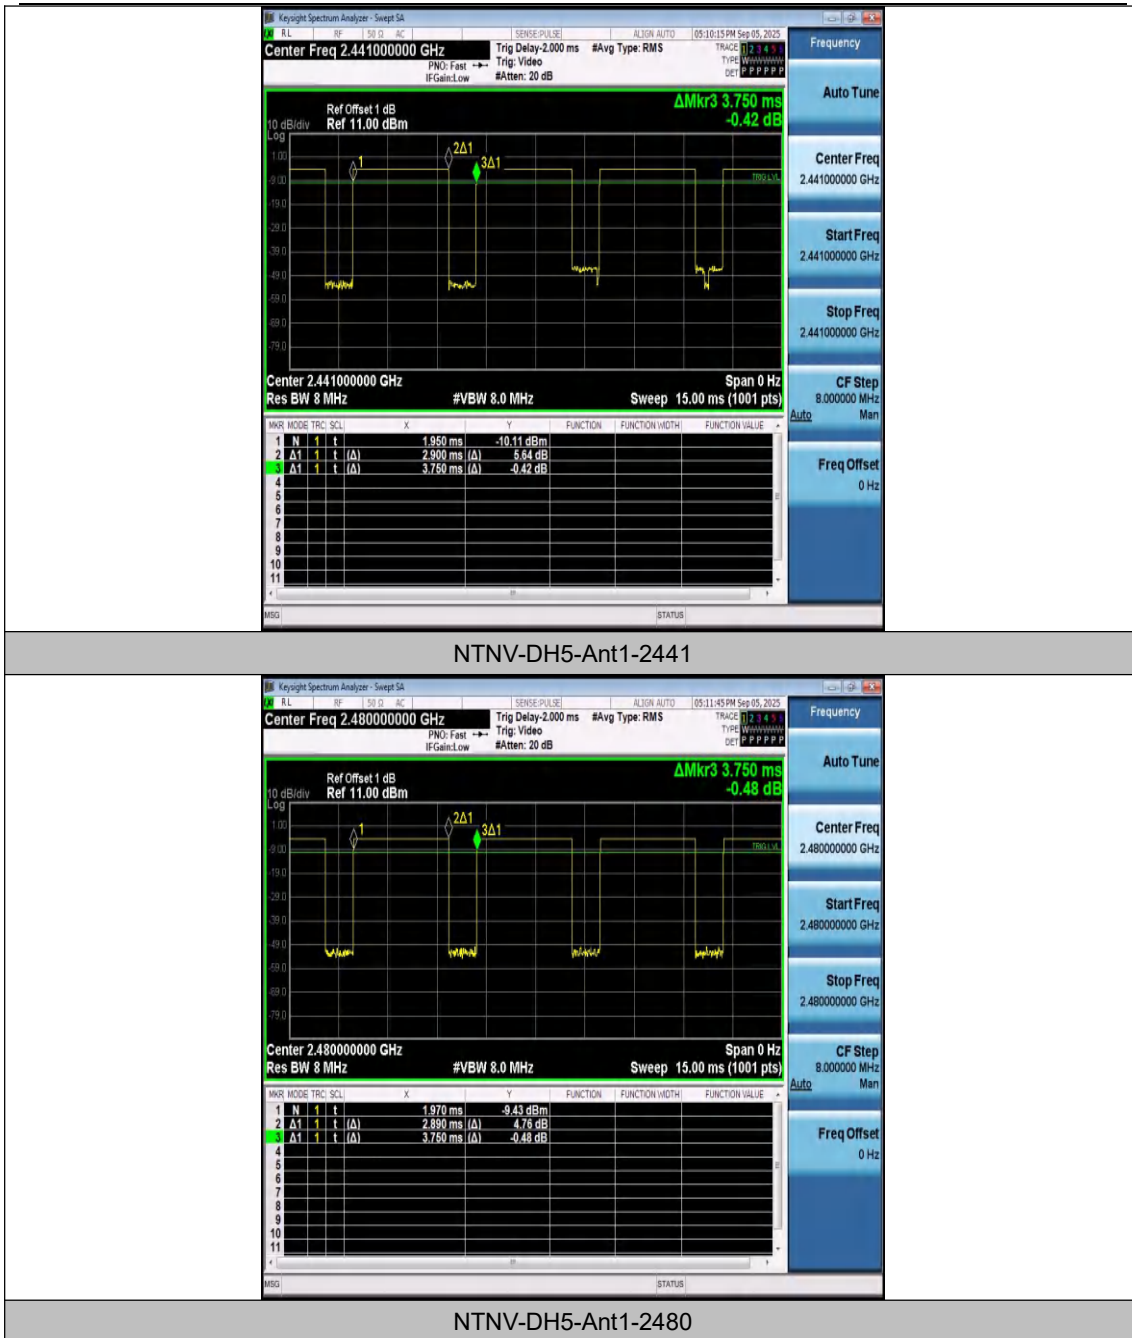 Keysight Spectrum Analyzer - Swept SA
RL RF 50 Ω AC SENSE:PULSE ALIGN AUTO 05:10:15 PM Sep 05, 2025
Center Freq 2.441000000 GHz Trig Delay-2.000 ms #Avg Type: RMS TRACE 1 2 3 4 5 6
PNO: Fast Trig: Video TYPE WWWWWW
IFGain:Low #Atten: 20 dB DET P P P P P P
Frequency
Auto Tune
ΔMkr3 3.750 ms
-0.42 dB
Ref Offset 1 dB
10 dB/div Ref 11.00 dBm
Log
1.00
-9.00
-19.0
-29.0
-39.0
-49.0
-59.0
-69.0
-79.0
1 2Δ1 3Δ1
TRIG LVL
Center Freq
2.441000000 GHz
Start Freq
2.441000000 GHz
Stop Freq
2.441000000 GHz
CF Step
8.000000 MHz
Auto Man
Freq Offset
0 Hz
Center 2.441000000 GHz Span 0 Hz
Res BW 8 MHz #VBW 8.0 MHz Sweep 15.00 ms (1001 pts)
MKR MODE TRC SCL X Y FUNCTION FUNCTION WIDTH FUNCTION VALUE
1 N 1 t 1.950 ms -10.11 dBm
2 Δ1 1 t (Δ) 2.900 ms (Δ) 5.64 dB
3 Δ1 1 t (Δ) 3.750 ms (Δ) -0.42 dB
4
5
6
7
8
9
10
11
MSG STATUS
NTNV-DH5-Ant1-2441
Keysight Spectrum Analyzer - Swept SA
RL RF 50 Ω AC SENSE:PULSE ALIGN AUTO 05:11:45 PM Sep 05, 2025
Center Freq 2.480000000 GHz Trig Delay-2.000 ms #Avg Type: RMS TRACE 1 2 3 4 5 6
PNO: Fast Trig: Video TYPE WWWWWW
IFGain:Low #Atten: 20 dB DET P P P P P P
Frequency
Auto Tune
ΔMkr3 3.750 ms
-0.48 dB
Ref Offset 1 dB
10 dB/div Ref 11.00 dBm
Log
1.00
-9.00
-19.0
-29.0
-39.0
-49.0
-59.0
-69.0
-79.0
1 2Δ1 3Δ1
TRIG LVL
Center Freq
2.480000000 GHz
Start Freq
2.480000000 GHz
Stop Freq
2.480000000 GHz
CF Step
8.000000 MHz
Auto Man
Freq Offset
0 Hz
Center 2.480000000 GHz Span 0 Hz
Res BW 8 MHz #VBW 8.0 MHz Sweep 15.00 ms (1001 pts)
MKR MODE TRC SCL X Y FUNCTION FUNCTION WIDTH FUNCTION VALUE
1 N 1 t 1.970 ms -9.43 dBm
2 Δ1 1 t (Δ) 2.890 ms (Δ) 4.76 dB
3 Δ1 1 t (Δ) 3.750 ms (Δ) -0.48 dB
4
5
6
7
8
9
10
11
MSG STATUS
NTNV-DH5-Ant1-2480